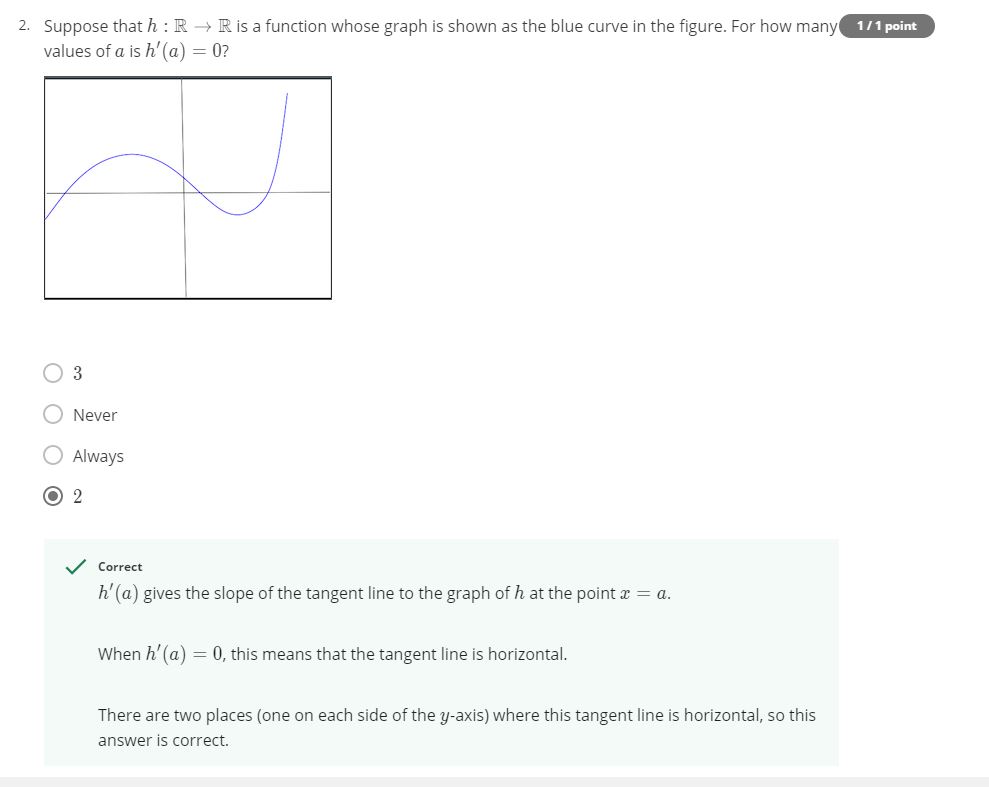 2. Suppose that h : ℝ → ℝ is a function whose graph is shown as the blue curve in the figure. For how many 1 / 1 point
values of a is h′(a) = 0?
3
Never
Always
2
Correct
h′(a) gives the slope of the tangent line to the graph of h at the point x = a.
When h′(a) = 0, this means that the tangent line is horizontal.
There are two places (one on each side of the y-axis) where this tangent line is horizontal, so this
answer is correct.